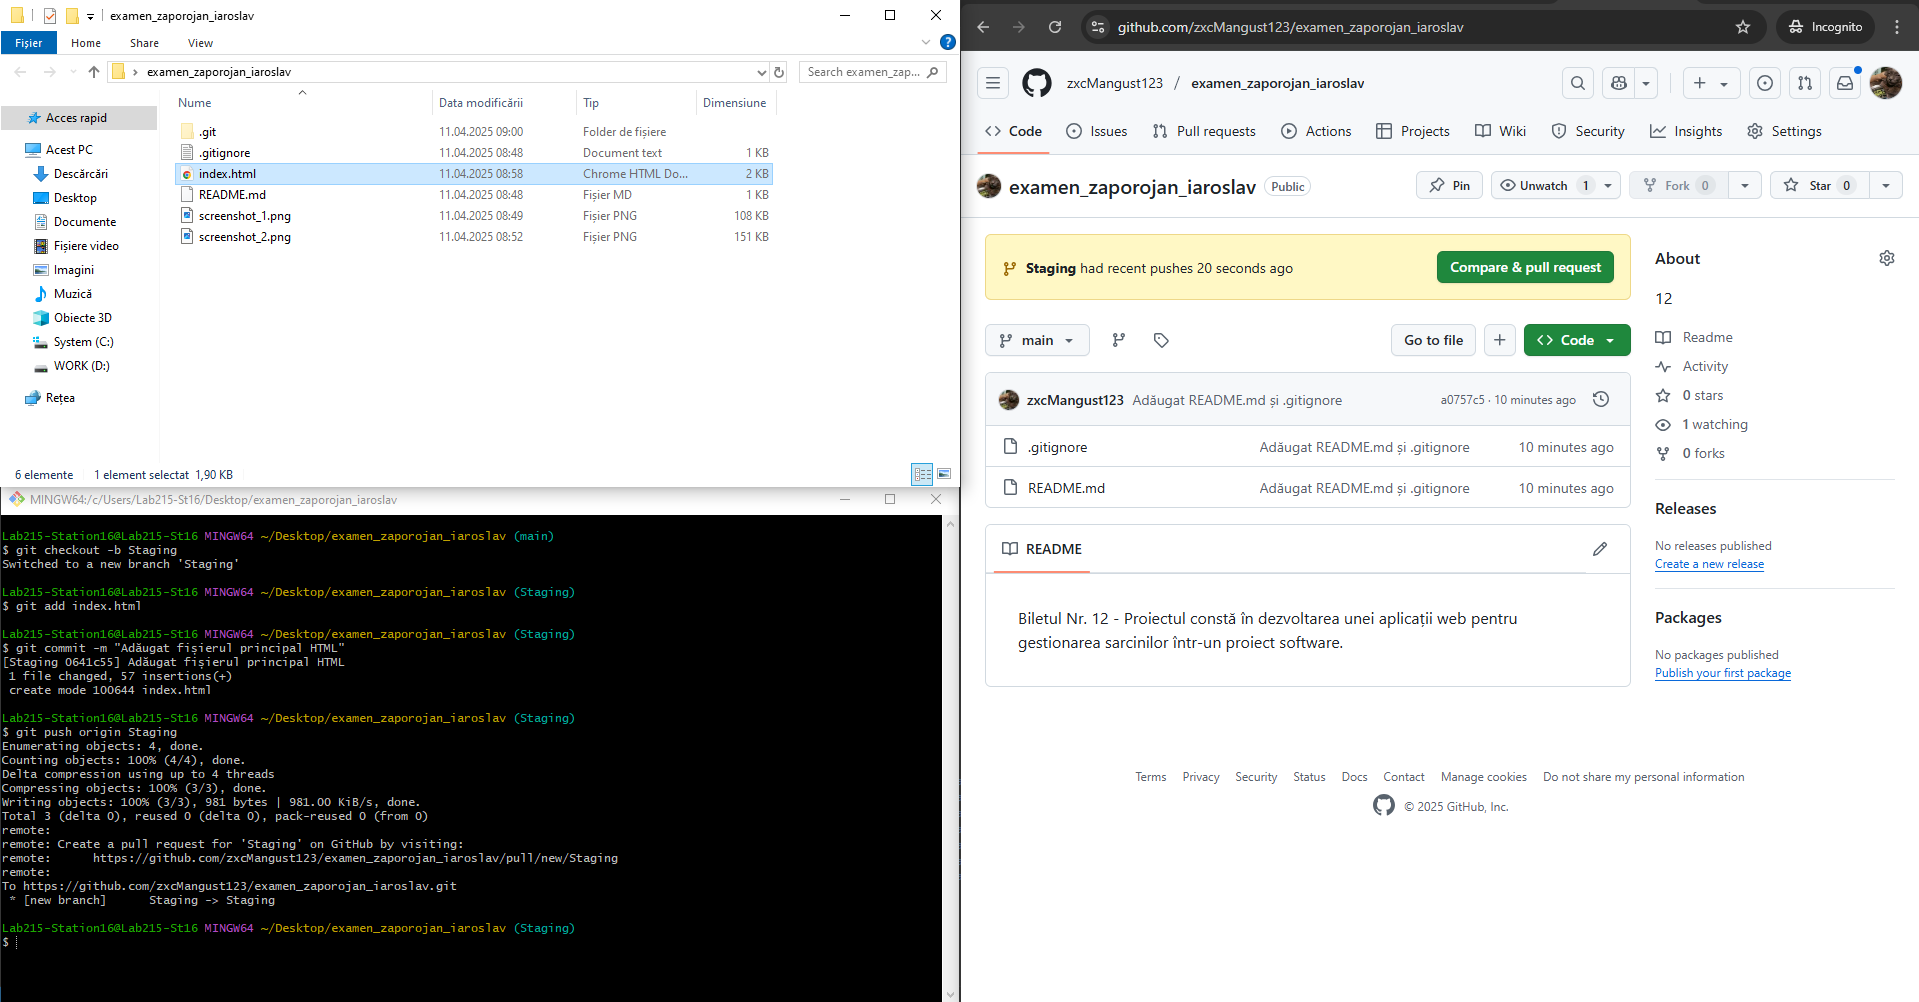 examen_zaporojan_iaroslav
Fișier Home Share View
examen_zaporojan_iaroslav
Search examen_zap...
Nume Data modificării Tip Dimensiune
Acces rapid
Acest PC
Descărcări
Desktop
Documente
Fișiere video
Imagini
Muzică
Obiecte 3D
System (C:)
WORK (D:)
Rețea
.git 11.04.2025 09:00 Folder de fișiere
.gitignore 11.04.2025 08:48 Document text 1 KB
index.html 11.04.2025 08:58 Chrome HTML Do... 2 KB
README.md 11.04.2025 08:48 Fișier MD 1 KB
screenshot_1.png 11.04.2025 08:49 Fișier PNG 108 KB
screenshot_2.png 11.04.2025 08:52 Fișier PNG 151 KB
6 elemente 1 element selectat 1,90 KB
MINGW64:/c/Users/Lab215-St16/Desktop/examen_zaporojan_iaroslav
Lab215-Station16@Lab215-St16 MINGW64 ~/Desktop/examen_zaporojan_iaroslav (main)
$ git checkout -b Staging
Switched to a new branch 'Staging'
Lab215-Station16@Lab215-St16 MINGW64 ~/Desktop/examen_zaporojan_iaroslav (Staging)
$ git add index.html
Lab215-Station16@Lab215-St16 MINGW64 ~/Desktop/examen_zaporojan_iaroslav (Staging)
$ git commit -m "Adăugat fișierul principal HTML"
[Staging 0641c55] Adăugat fișierul principal HTML
1 file changed, 57 insertions(+)
create mode 100644 index.html
Lab215-Station16@Lab215-St16 MINGW64 ~/Desktop/examen_zaporojan_iaroslav (Staging)
$ git push origin Staging
Enumerating objects: 4, done.
Counting objects: 100% (4/4), done.
Delta compression using up to 4 threads
Compressing objects: 100% (3/3), done.
Writing objects: 100% (3/3), 981 bytes | 981.00 KiB/s, done.
Total 3 (delta 0), reused 0 (delta 0), pack-reused 0 (from 0)
remote:
remote: Create a pull request for 'Staging' on GitHub by visiting:
remote: https://github.com/zxcMangust123/examen_zaporojan_iaroslav/pull/new/Staging
remote:
To https://github.com/zxcMangust123/examen_zaporojan_iaroslav.git
* [new branch] Staging -> Staging
Lab215-Station16@Lab215-St16 MINGW64 ~/Desktop/examen_zaporojan_iaroslav (Staging)
$
github.com/zxcMangust123/examen_zaporojan_iaroslav
Incognito
zxcMangust123 / examen_zaporojan_iaroslav
Code Issues Pull requests Actions Projects Wiki Security Insights Settings
examen_zaporojan_iaroslav Public
Pin Unwatch 1 Fork 0 Star 0
Staging had recent pushes 20 seconds ago
Compare & pull request
main Go to file Code
zxcMangust123 Adăugat README.md și .gitignore a0757c5 · 10 minutes ago
.gitignore Adăugat README.md și .gitignore 10 minutes ago
README.md Adăugat README.md și .gitignore 10 minutes ago
README
Biletul Nr. 12 - Proiectul constă în dezvoltarea unei aplicații web pentru
gestionarea sarcinilor într-un proiect software.
About
12
Readme
Activity
0 stars
1 watching
0 forks
Releases
No releases published
Create a new release
Packages
No packages published
Publish your first package
Terms Privacy Security Status Docs Contact Manage cookies Do not share my personal information
© 2025 GitHub, Inc.